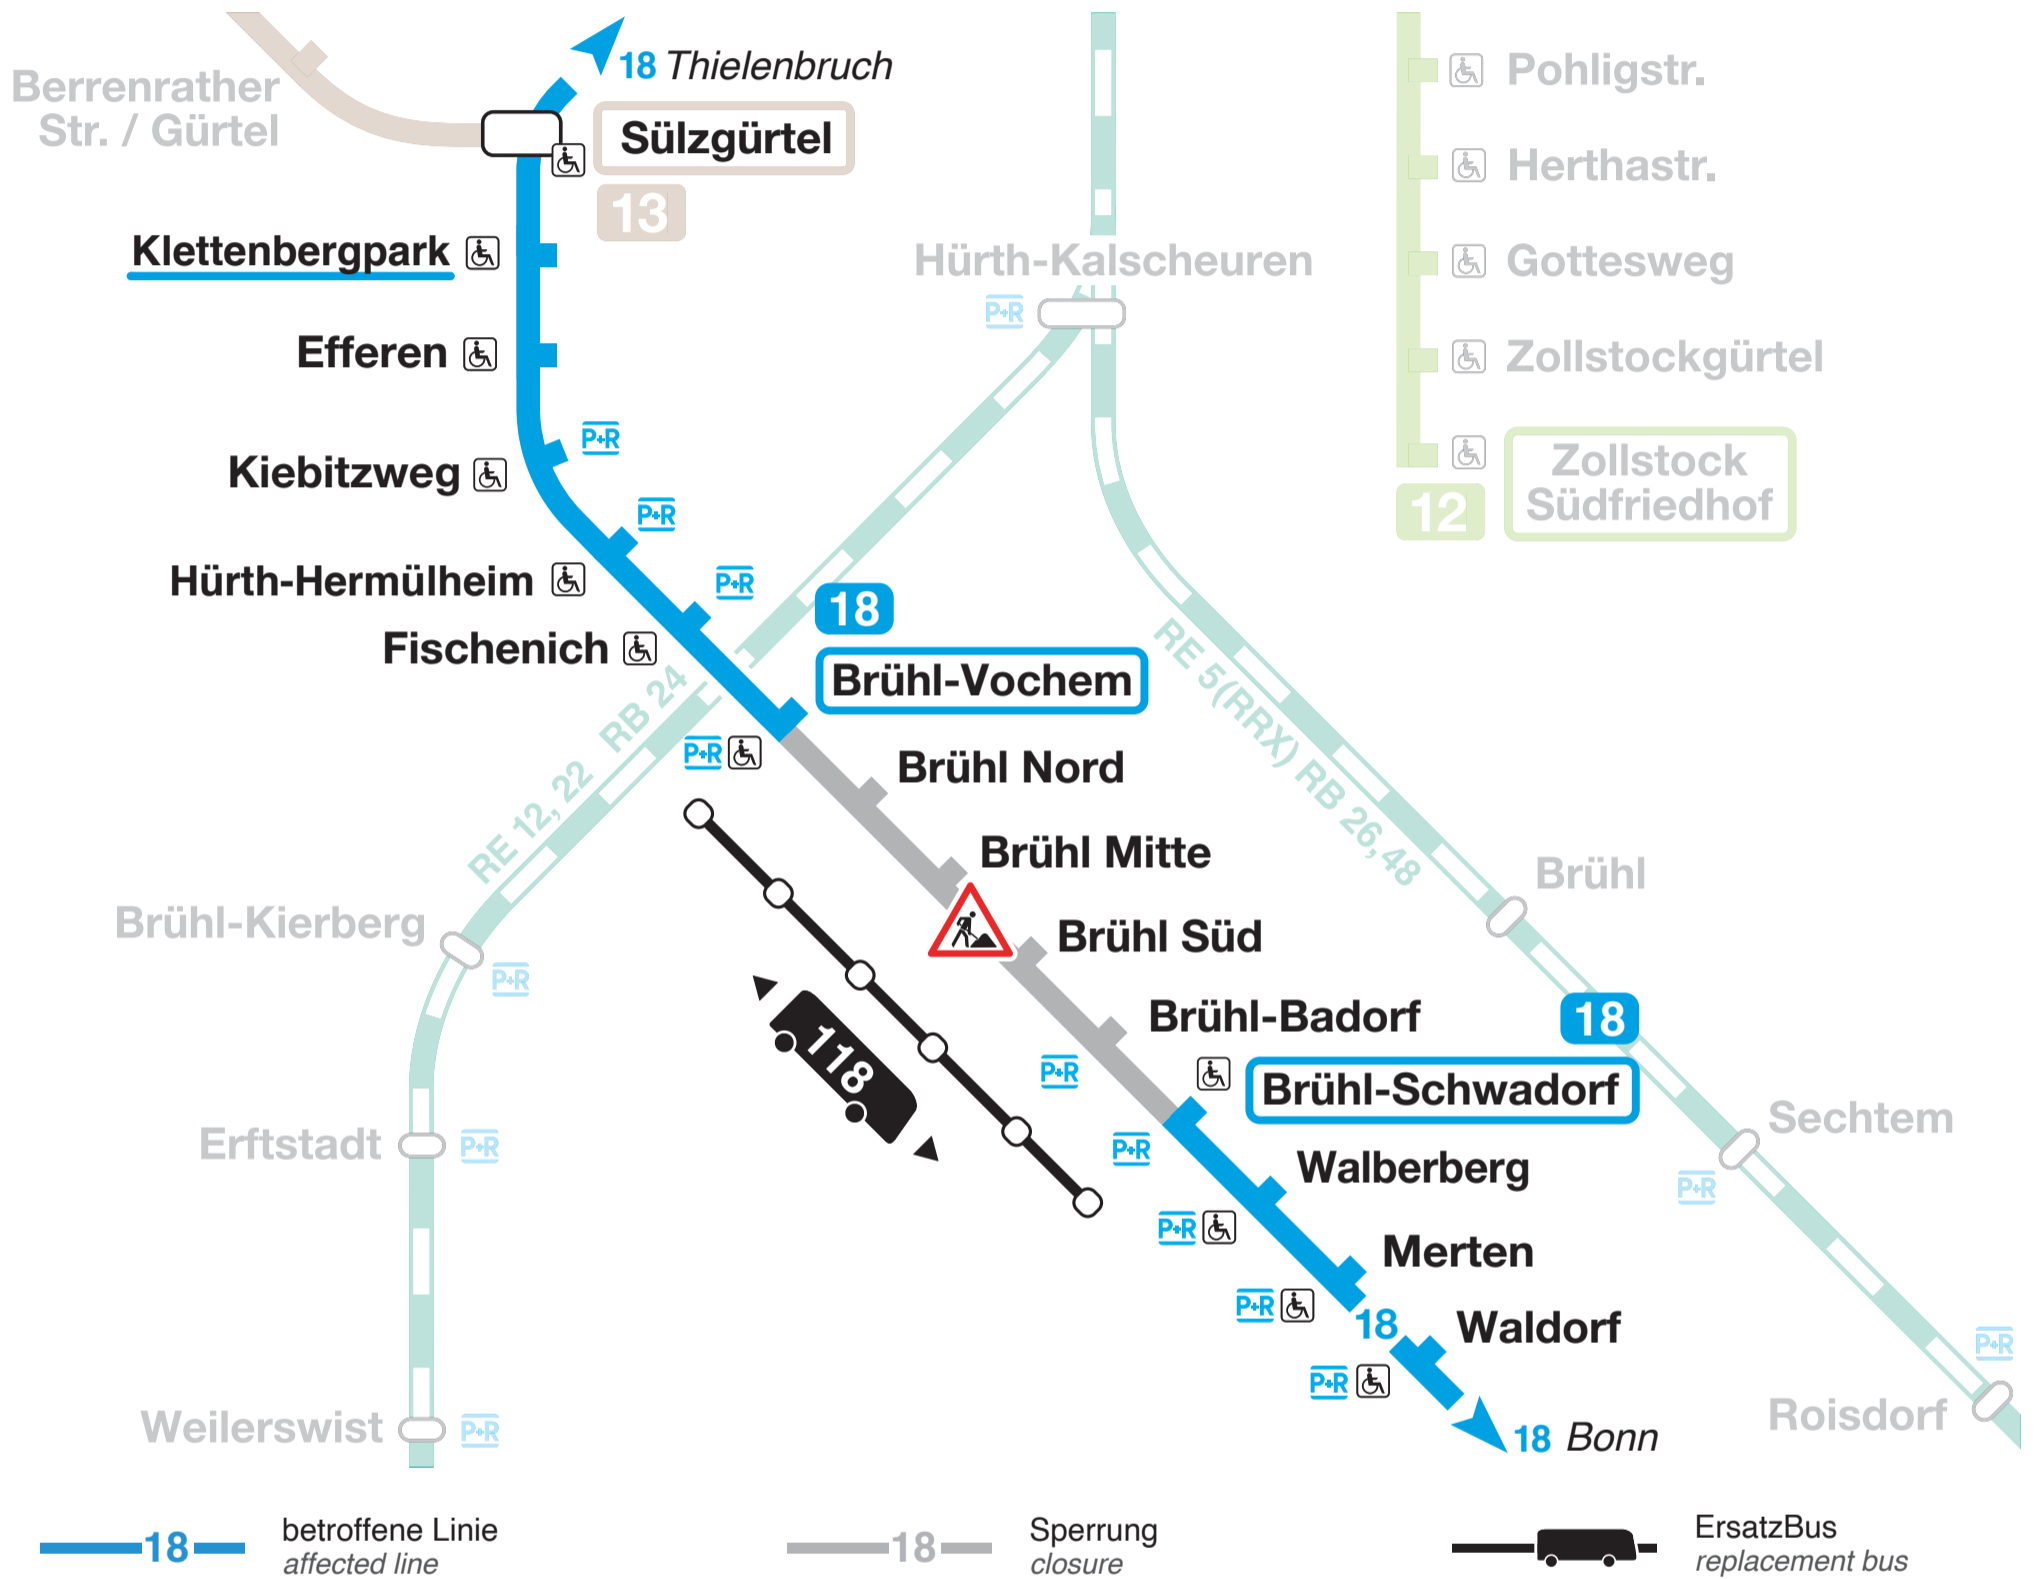 18 Thielenbruch
Berrenrather
Str. / Gürtel
Sülzgürtel
13
Klettenbergpark
Efferen
Kiebitzweg
P+R
P+R
Hürth-Hermülheim
P+R
Fischenich
18
Brühl-Vochem
P+R
Brühl Nord
Brühl Mitte
Brühl Süd
Brühl-Badorf
P+R
118
18
Brühl-Schwadorf
P+R
Walberberg
P+R
Merten
P+R
18
Waldorf
P+R
18 Bonn
Hürth-Kalscheuren
P+R
RE 12, 22 RB 24
Brühl-Kierberg
P+R
Erftstadt
P+R
Weilerswist
P+R
RE 5(RRX) RB 26,48
Brühl
Sechtem
P+R
Roisdorf
P+R
Pohligstr.
Herthastr.
Gottesweg
Zollstockgürtel
Zollstock
Südfriedhof
12
18
betroffene Linie
affected line
18
Sperrung
closure
ErsatzBus
replacement bus